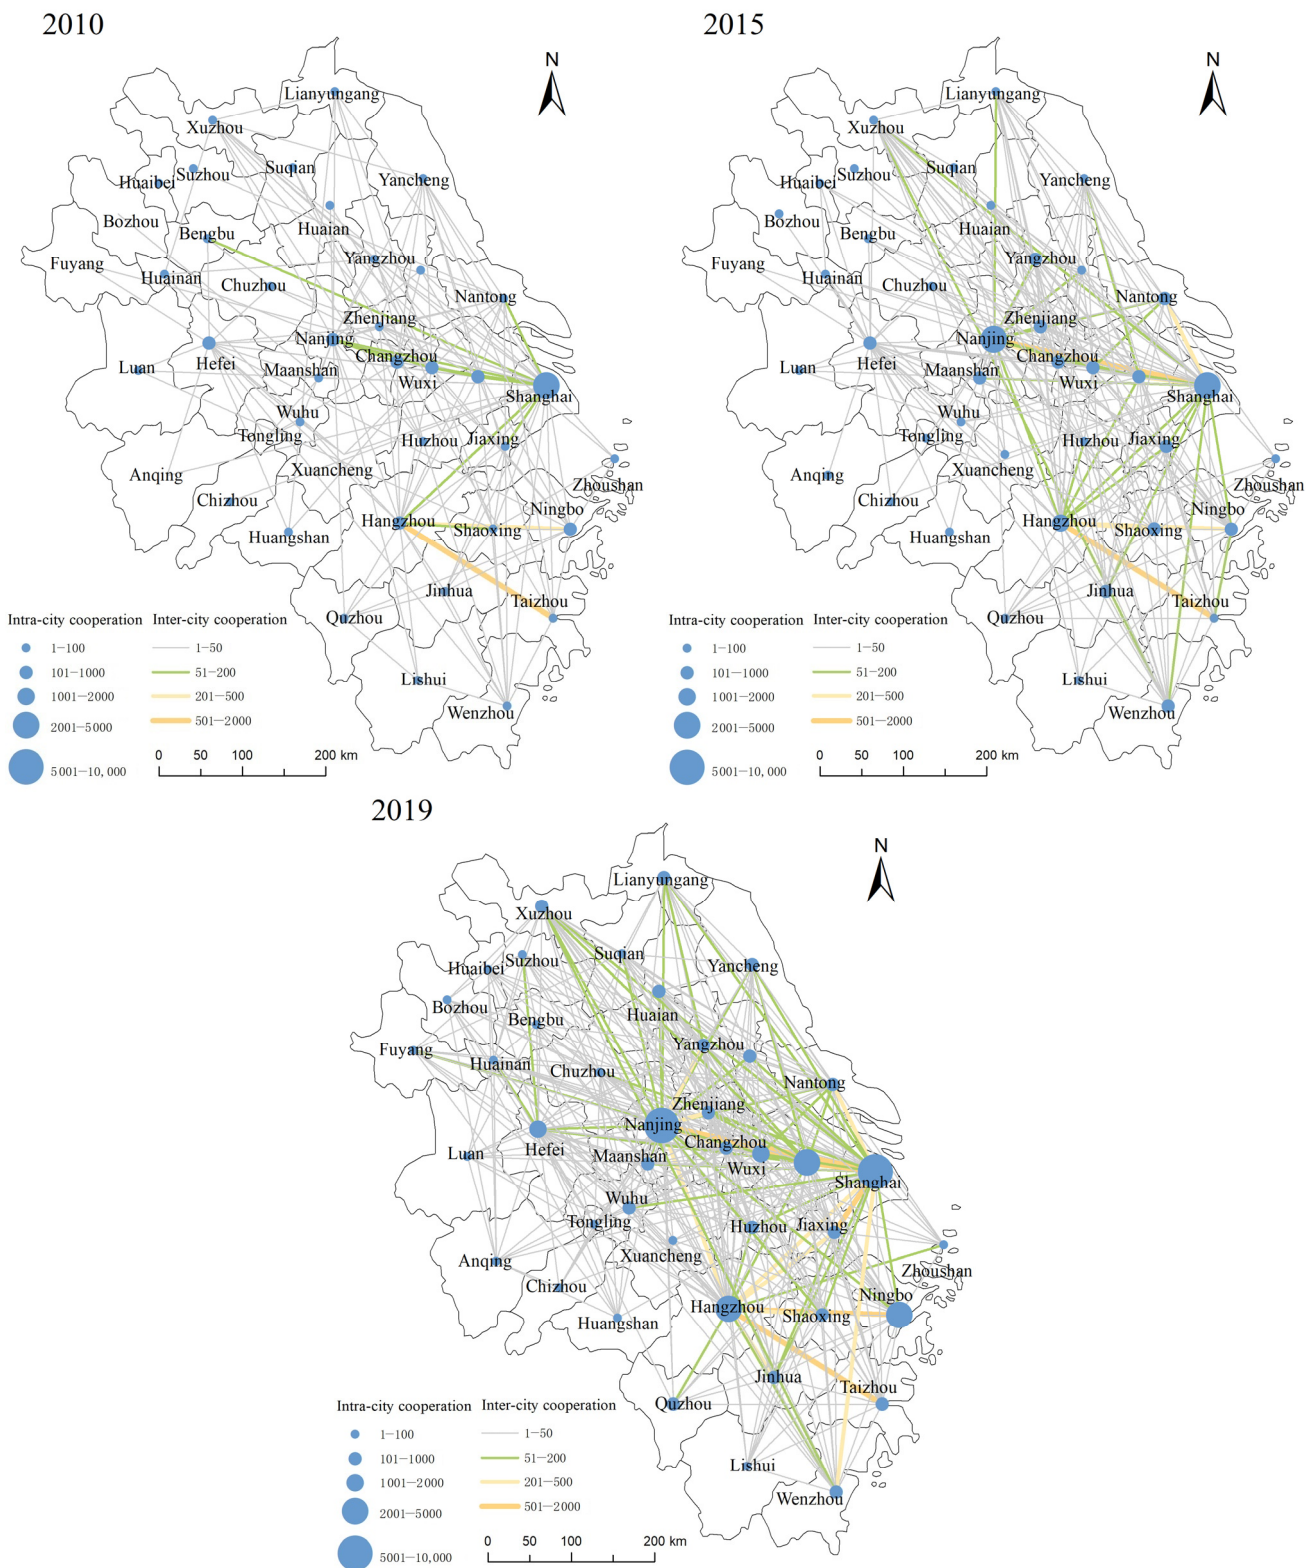 2010
N
Lianyungang
Xuzhou
Suqian
Suzhou
Huaibei
Yancheng
Bozhou
Huaian
Bengbu
Yangzhou
Fuyang
Huainan
Chuzhou
Nantong
Zhenjiang
Nanjing
Changzhou
Hefei
Luan
Maanshan
Wuxi
Shanghai
Wuhu
Tongling
Huzhou
Jiaxing
Xuancheng
Anqing
Zhoushan
Chizhou
Ningbo
Hangzhou
Shaoxing
Huangshan
Jinhua
Taizhou
Quzhou
Lishui
Wenzhou
Intra-city cooperation
1-100
101-1000
1001-2000
2001-5000
5001-10,000
Inter-city cooperation
1-50
51-200
201-500
501-2000
0 50 100 200 km
2015
N
Lianyungang
Xuzhou
Suqian
Suzhou
Huaibei
Yancheng
Bozhou
Huaian
Bengbu
Yangzhou
Fuyang
Huainan
Chuzhou
Nantong
Zhenjiang
Nanjing
Changzhou
Hefei
Luan
Maanshan
Wuxi
Shanghai
Wuhu
Tongling
Huzhou
Jiaxing
Xuancheng
Anqing
Zhoushan
Chizhou
Ningbo
Hangzhou
Shaoxing
Huangshan
Jinhua
Taizhou
Quzhou
Lishui
Wenzhou
Intra-city cooperation
1-100
101-1000
1001-2000
2001-5000
5001-10,000
Inter-city cooperation
1-50
51-200
201-500
501-2000
0 50 100 200 km
2019
N
Lianyungang
Xuzhou
Suqian
Suzhou
Huaibei
Yancheng
Bozhou
Huaian
Bengbu
Yangzhou
Fuyang
Huainan
Chuzhou
Nantong
Zhenjiang
Nanjing
Changzhou
Hefei
Luan
Maanshan
Wuxi
Shanghai
Wuhu
Tongling
Huzhou
Jiaxing
Xuancheng
Anqing
Zhoushan
Chizhou
Ningbo
Hangzhou
Shaoxing
Huangshan
Jinhua
Taizhou
Quzhou
Lishui
Wenzhou
Intra-city cooperation
1-100
101-1000
1001-2000
2001-5000
5001-10,000
Inter-city cooperation
1-50
51-200
201-500
501-2000
0 50 100 200 km